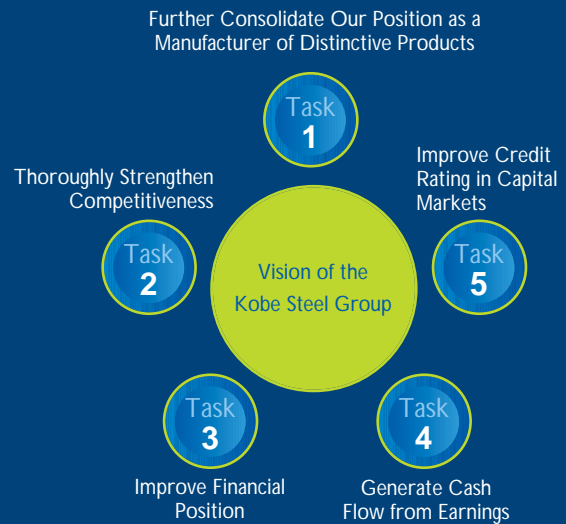 Further Consolidate Our Position as a
Manufacturer of Distinctive Products
Task
1
Thoroughly Strengthen
Competitiveness
Task
2
Improve Credit
Rating in Capital
Markets
Task
5
Vision of the
Kobe Steel Group
Task
3
Improve Financial
Position
Task
4
Generate Cash
Flow from Earnings